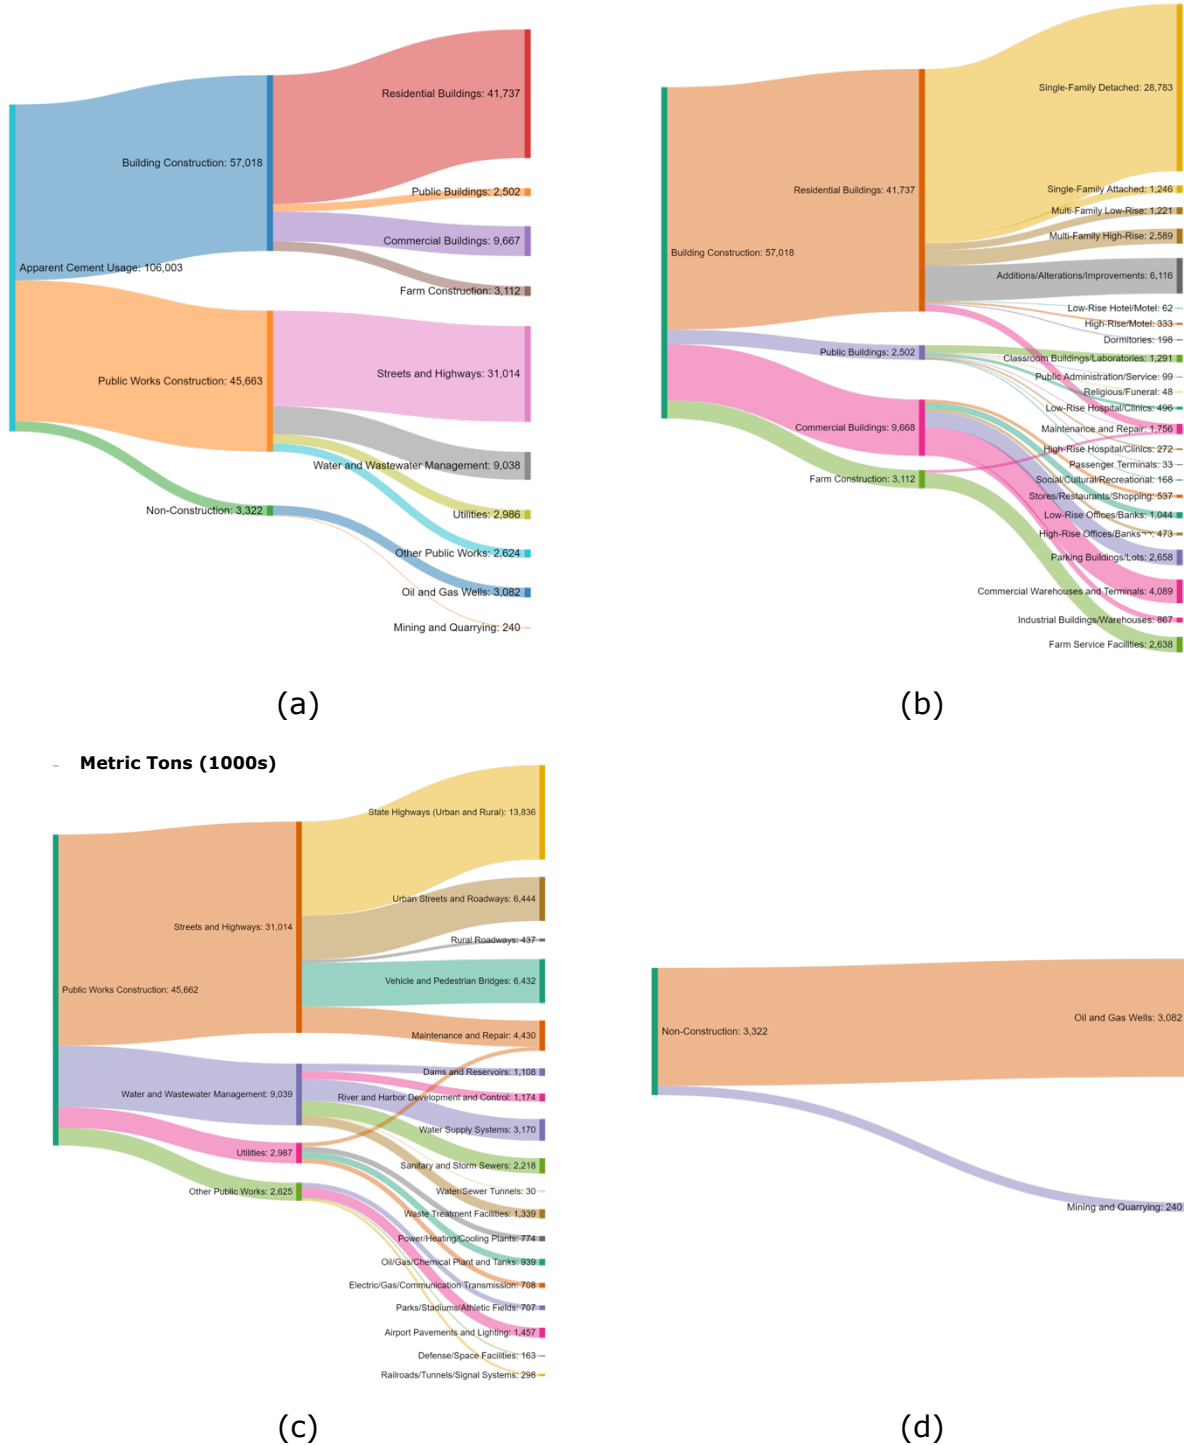 Residential Buildings: 41,737
Building Construction: 57,018
Public Buildings: 2,502
Commercial Buildings: 9,667
Apparent Cement Usage: 106,003
Farm Construction: 3,112
Streets and Highways: 31,014
Public Works Construction: 45,663
Water and Wastewater Management: 9,038
Non-Construction: 3,322
Utilities: 2,986
Other Public Works: 2,624
Oil and Gas Wells: 3,082
Mining and Quarrying: 240
(a)
Single-Family Detached: 28,783
Residential Buildings: 41,737
Single-Family Attached: 1,246
Multi-Family Low-Rise: 1,221
Multi-Family High-Rise: 2,589
Building Construction: 57,018
Additions/Alterations/Improvements: 6,116
Low-Rise Hotel/Motel: 62
High-Rise/Motel: 333
Dormitories: 198
Public Buildings: 2,502
Classroom Buildings/Laboratories: 1,291
Public Administration/Service: 99
Religious/Funeral: 48
Low-Rise Hospital/Clinics: 496
Commercial Buildings: 9,668
Maintenance and Repair: 1,756
High-Rise Hospital/Clinics: 272
Passenger Terminals: 33
Farm Construction: 3,112
Social/Cultural/Recreational: 168
Stores/Restaurants/Shopping: 537
Low-Rise Offices/Banks: 1,044
High-Rise Offices/Banks~~: 473
Parking Buildings/Lots: 2,658
Commercial Warehouses and Terminals: 4,089
Industrial Buildings/Warehouses: 867
Farm Service Facilities: 2,638
(b)
Metric Tons (1000s)
State Highways (Urban and Rural): 13,836
Urban Streets and Roadways: 6,444
Streets and Highways: 31,014
Rural Roadways: 437
Vehicle and Pedestrian Bridges: 6,432
Public Works Construction: 45,662
Maintenance and Repair: 4,430
Dams and Reservoirs: 1,108
Water and Wastewater Management: 9,039
River and Harbor Development and Control: 1,174
Water Supply Systems: 3,170
Utilities: 2,987
Sanitary and Storm Sewers: 2,218
Other Public Works: 2,625
Water/Sewer Tunnels: 30
Waste Treatment Facilities: 1,339
Power/Heating/Cooling Plants: 774
Oil/Gas/Chemical Plant and Tanks: 939
Electric/Gas/Communication Transmission: 708
Parks/Stadiums/Athletic Fields: 707
Airport Pavements and Lighting: 1,457
Defense/Space Facilities: 163
Railroads/Tunnels/Signal Systems: 298
(c)
Oil and Gas Wells: 3,082
Non-Construction: 3,322
Mining and Quarrying: 240
(d)